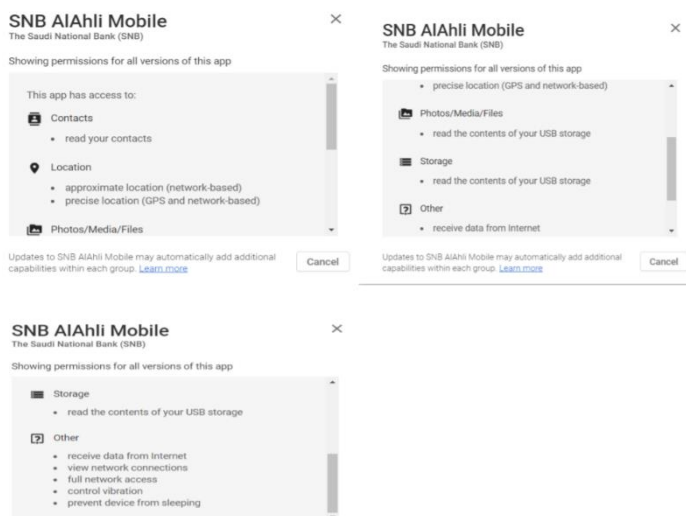 SNB AlAhli Mobile
The Saudi National Bank (SNB)
Showing permissions for all versions of this app
This app has access to:
Contacts
read your contacts
Location
approximate location (network-based)
precise location (GPS and network-based)
Photos/Media/Files
Updates to SNB AlAhli Mobile may automatically add additional
capabilities within each group. Learn more
Cancel
SNB AlAhli Mobile
The Saudi National Bank (SNB)
Showing permissions for all versions of this app
precise location (GPS and network-based)
Photos/Media/Files
read the contents of your USB storage
Storage
read the contents of your USB storage
Other
receive data from Internet
Updates to SNB AlAhli Mobile may automatically add additional
capabilities within each group. Learn more
Cancel
SNB AlAhli Mobile
The Saudi National Bank (SNB)
Showing permissions for all versions of this app
Storage
read the contents of your USB storage
Other
receive data from Internet
view network connections
full network access
control vibration
prevent device from sleeping